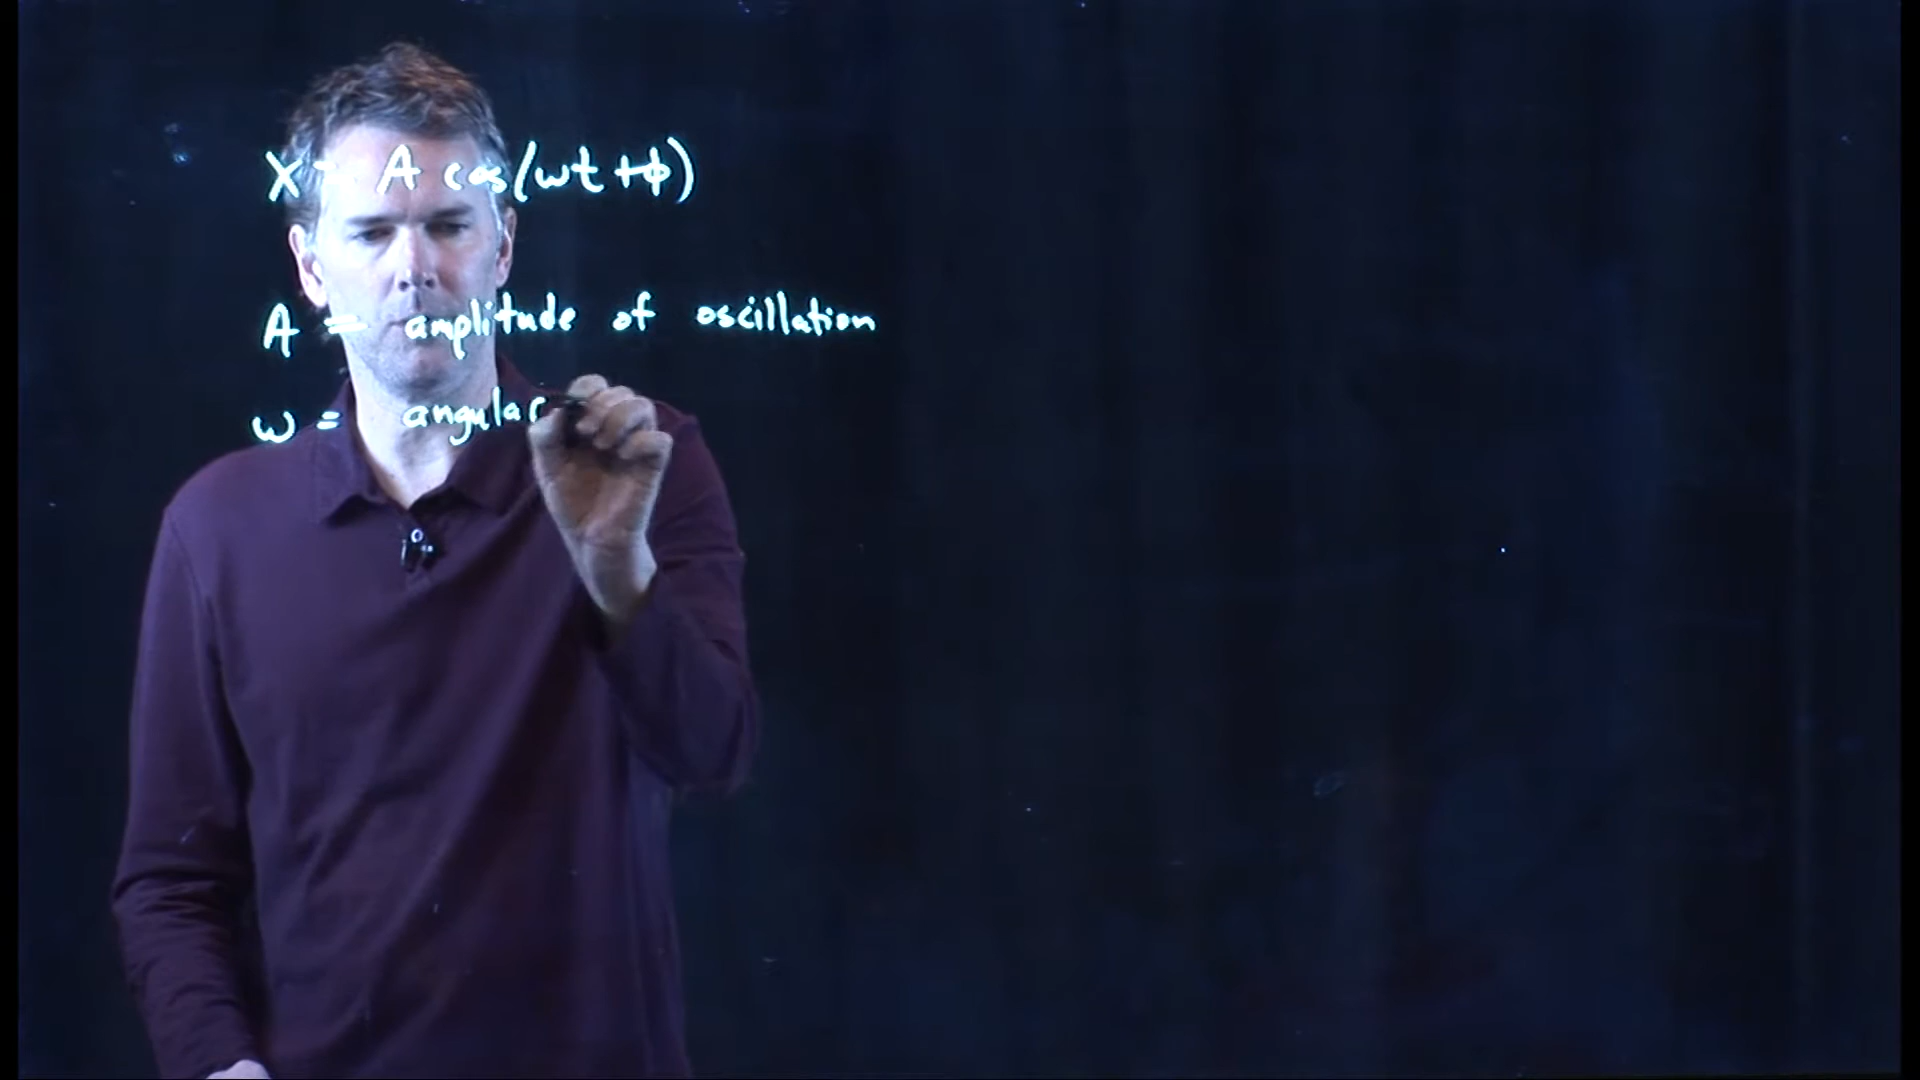 X = A cos(ωt+ϕ)
A = amplitude of oscillation
ω = angular